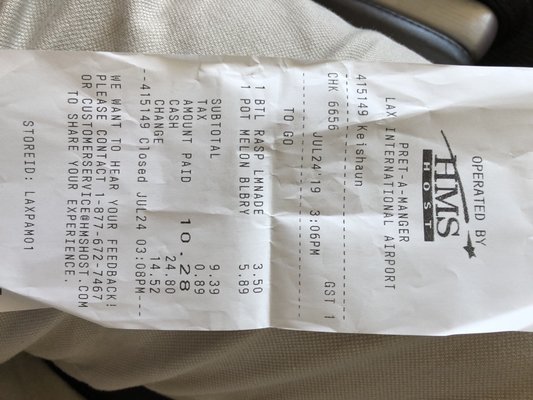 OPERATED BY
HMS
HOST
PRET-A-MANGER
LAX INTERNATIONAL AIRPORT
415149 Keishaun
CHK 6656 JUL24'19 3:06PM GST 1
TO GO
1 BTL RASP LMNADE 3.50
1 POT MELON BLBRY 5.89
SUBTOTAL 9.39
TAX 0.89
AMOUNT PAID 10.28
CASH 24.80
CHANGE 14.52
--415149 Closed JUL24 03:08PM--
WE WANT TO HEAR YOUR FEEDBACK!
PLEASE CONTACT 1-877-672-7467
OR CUSTOMERSERVICE@HMSHOST.COM
TO SHARE YOUR EXPERIENCE.
STOREID: LAXPAM01